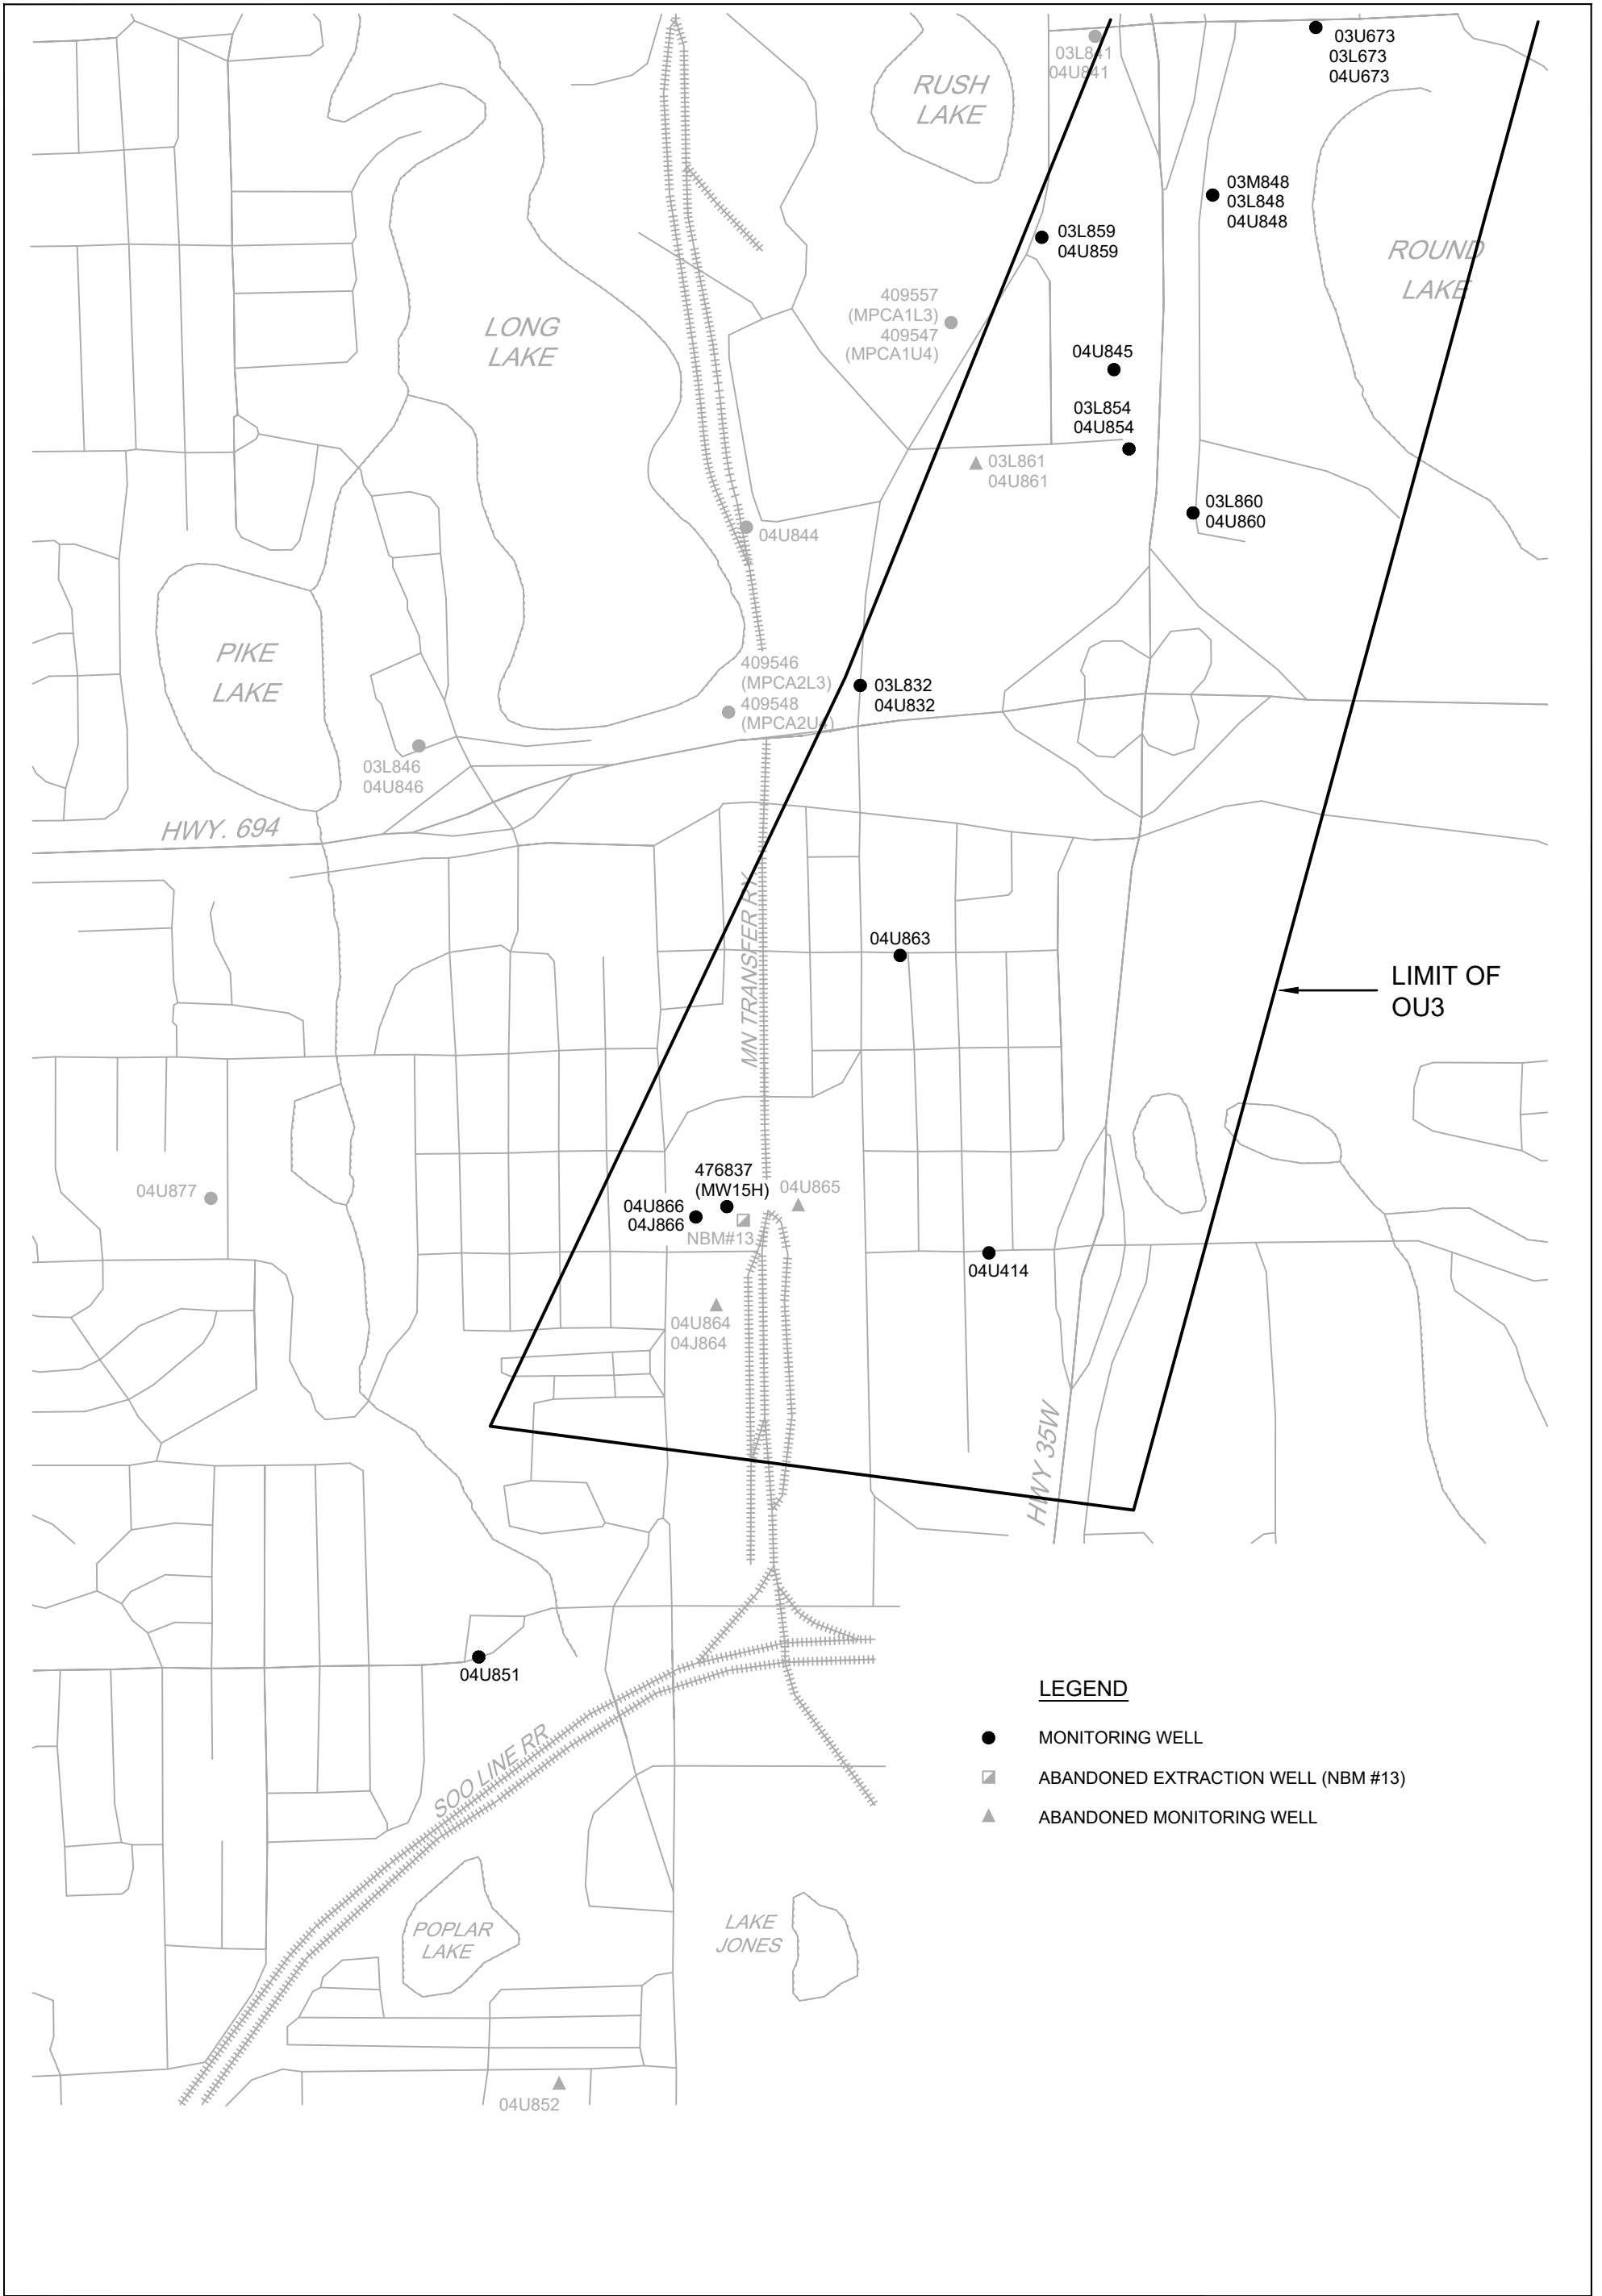 03U673
03L673
04U673
03L841
04U841
RUSH
LAKE
03M848
03L848
04U848
03L859
04U859
ROUND
LAKE
409557
(MPCA1L3)
409547
(MPCA1U4)
LONG
LAKE
04U845
03L854
04U854
03L861
04U861
03L860
04U860
04U844
PIKE
LAKE
409546
(MPCA2L3)
409548
(MPCA2U4)
03L832
04U832
03L846
04U846
HWY. 694
MN TRANSFER RY
04U863
LIMIT OF
OU3
476837
(MW15H)
04U865
04U877
04U866
04J866
NBM#13
04U414
04U864
04J864
HWY 35W
04U851
LEGEND
MONITORING WELL
ABANDONED EXTRACTION WELL (NBM #13)
ABANDONED MONITORING WELL
SOO LINE RR
POPLAR
LAKE
LAKE
JONES
04U852